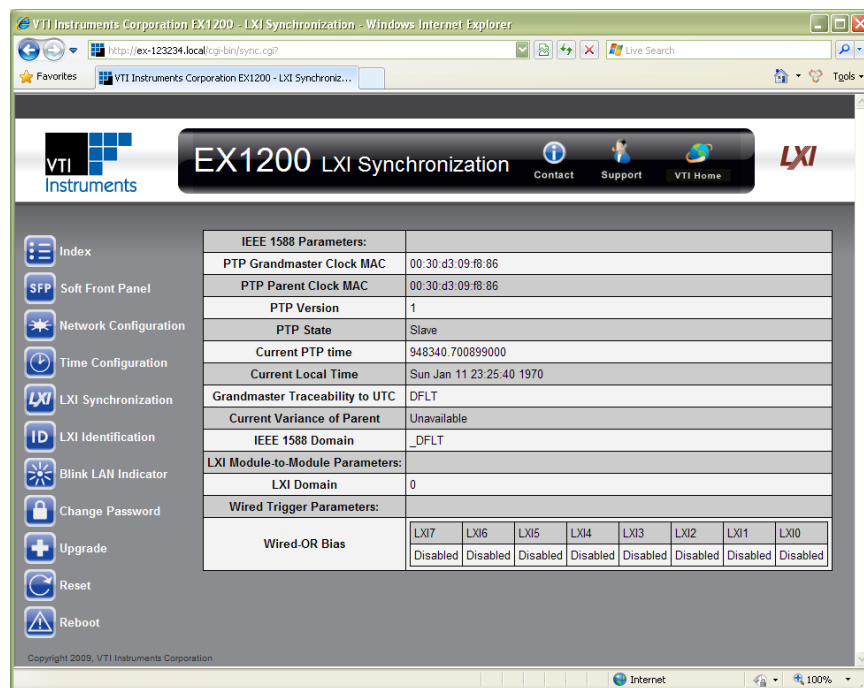 VTI Instruments Corporation EX1200 - LXI Synchronization - Windows Internet Explorer
http://ex-123234.local/cgi-bin/sync.cgi?
Live Search
Favorites
VTI Instruments Corporation EX1200 - LXI Synchroniz...
Tools
VTI
Instruments
EX1200 LXI Synchronization
Contact
Support
VTI Home
LXI
Index
SFP Soft Front Panel
Network Configuration
Time Configuration
LXI LXI Synchronization
ID LXI Identification
Blink LAN Indicator
Change Password
Upgrade
Reset
Reboot
IEEE 1588 Parameters:
PTP Grandmaster Clock MAC 00:30:d3:09:f8:86
PTP Parent Clock MAC 00:30:d3:09:f8:86
PTP Version 1
PTP State Slave
Current PTP time 948340.700899000
Current Local Time Sun Jan 11 23:25:40 1970
Grandmaster Traceability to UTC DFLT
Current Variance of Parent Unavailable
IEEE 1588 Domain _DFLT
LXI Module-to-Module Parameters:
LXI Domain 0
Wired Trigger Parameters:
Wired-OR Bias
LXI7 LXI6 LXI5 LXI4 LXI3 LXI2 LXI1 LXI0
Disabled Disabled Disabled Disabled Disabled Disabled Disabled Disabled
Copyright 2009, VTI Instruments Corporation
Internet
100%